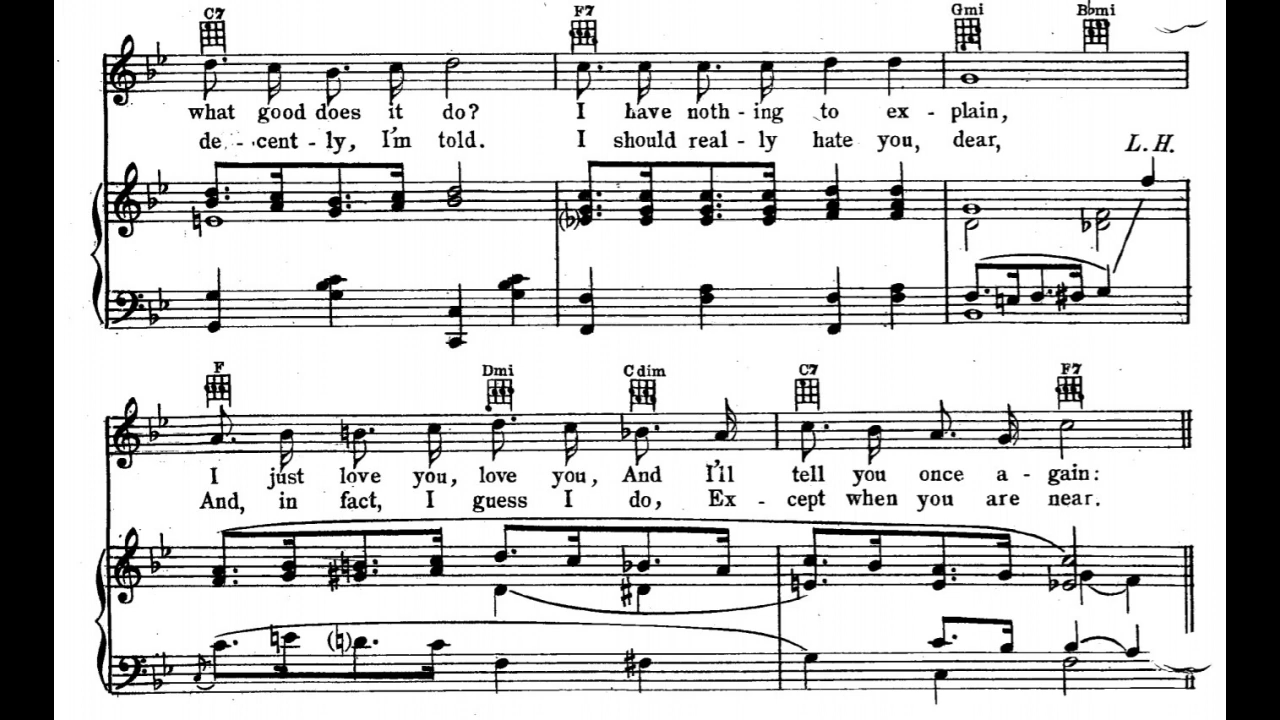 C7 F7 Gmi Bbmi
what good does it do? I have noth - ing to ex - plain,
de - cent - ly, I'm told. I should real - ly hate you, dear,
L. H.
F Dmi C dim C7 F7
I just love you, love you, And I'll tell you once a - gain:
And, in fact, I guess I do, Ex - cept when you are near.